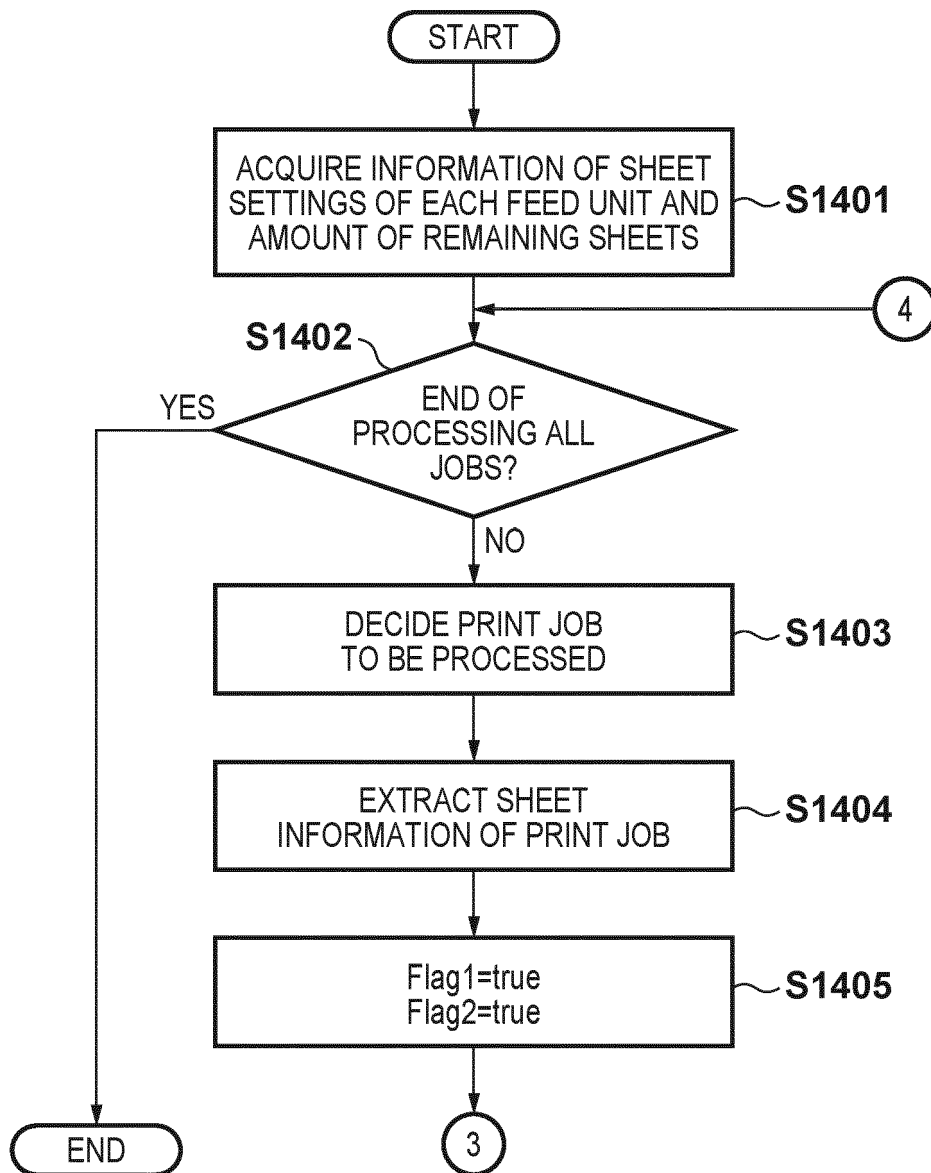 START
ACQUIRE INFORMATION OF SHEET
SETTINGS OF EACH FEED UNIT AND
AMOUNT OF REMAINING SHEETS
S1401
4
S1402
YES
END OF
PROCESSING ALL
JOBS?
NO
DECIDE PRINT JOB
TO BE PROCESSED
S1403
EXTRACT SHEET
INFORMATION OF PRINT JOB
S1404
Flag1=true
Flag2=true
S1405
END
3